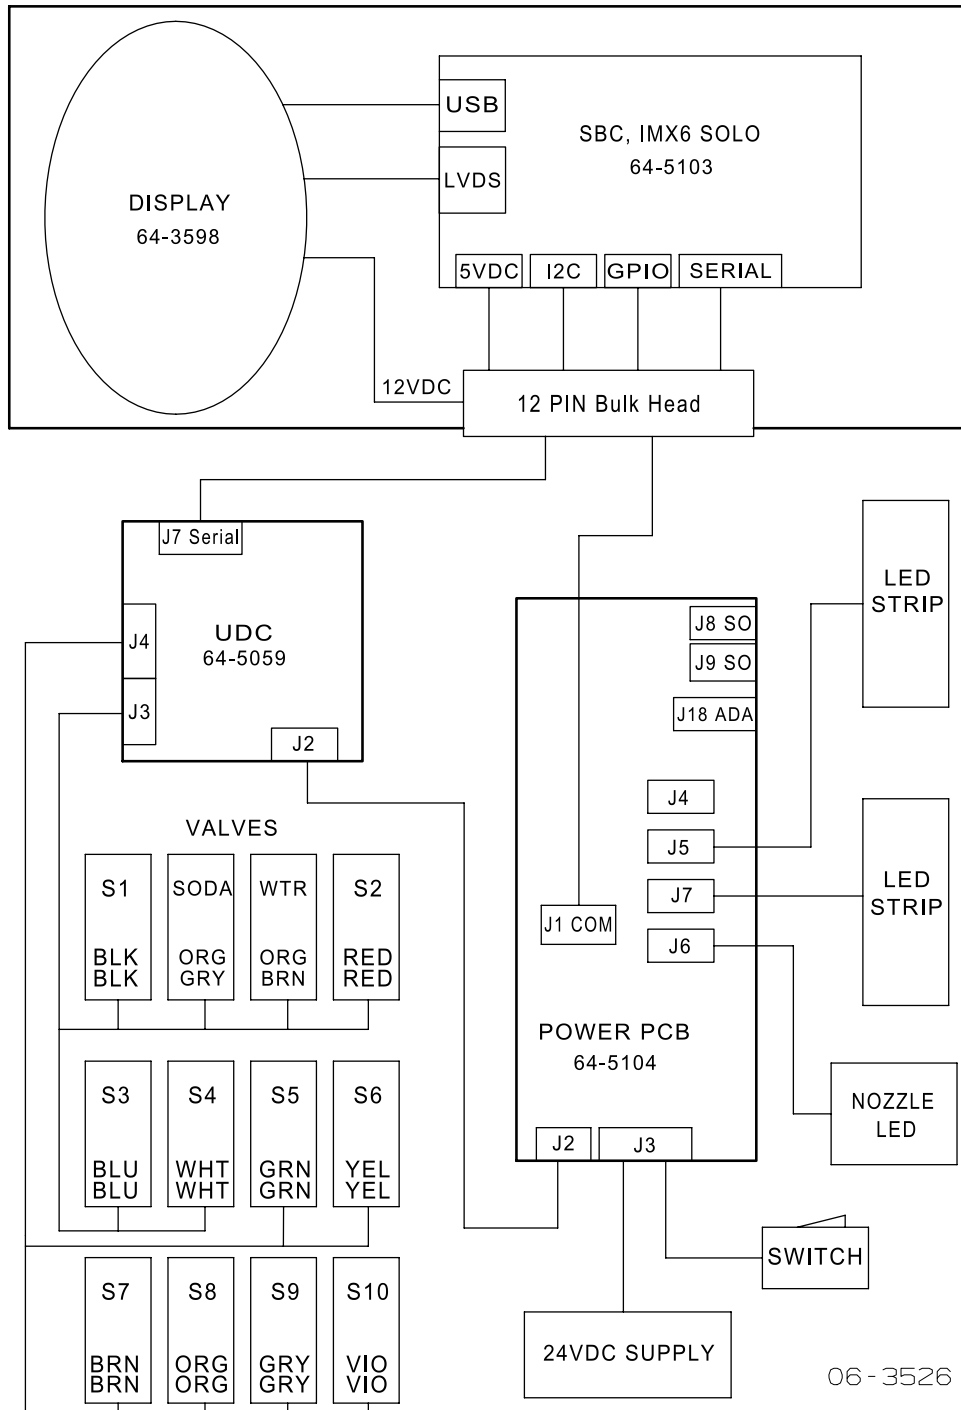 USB
SBC, IMX6 SOLO
64-5103
LVDS
DISPLAY
64-3598
5VDC
I2C
GPIO
SERIAL
12VDC
12 PIN Bulk Head
J7 Serial
LED
STRIP
J8 SO
J4
UDC
64-5059
J9 SO
J3
J18 ADA
J2
J4
VALVES
J5
S1
SODA
WTR
S2
J7
LED
STRIP
J1 COM
J6
BLK
BLK
ORG
GRY
ORG
BRN
RED
RED
POWER PCB
64-5104
S3
S4
S5
S6
NOZZLE
LED
J2
J3
BLU
BLU
WHT
WHT
GRN
GRN
YEL
YEL
SWITCH
S7
S8
S9
S10
24VDC SUPPLY
BRN
BRN
ORG
ORG
GRY
GRY
VIO
VIO
06-3526